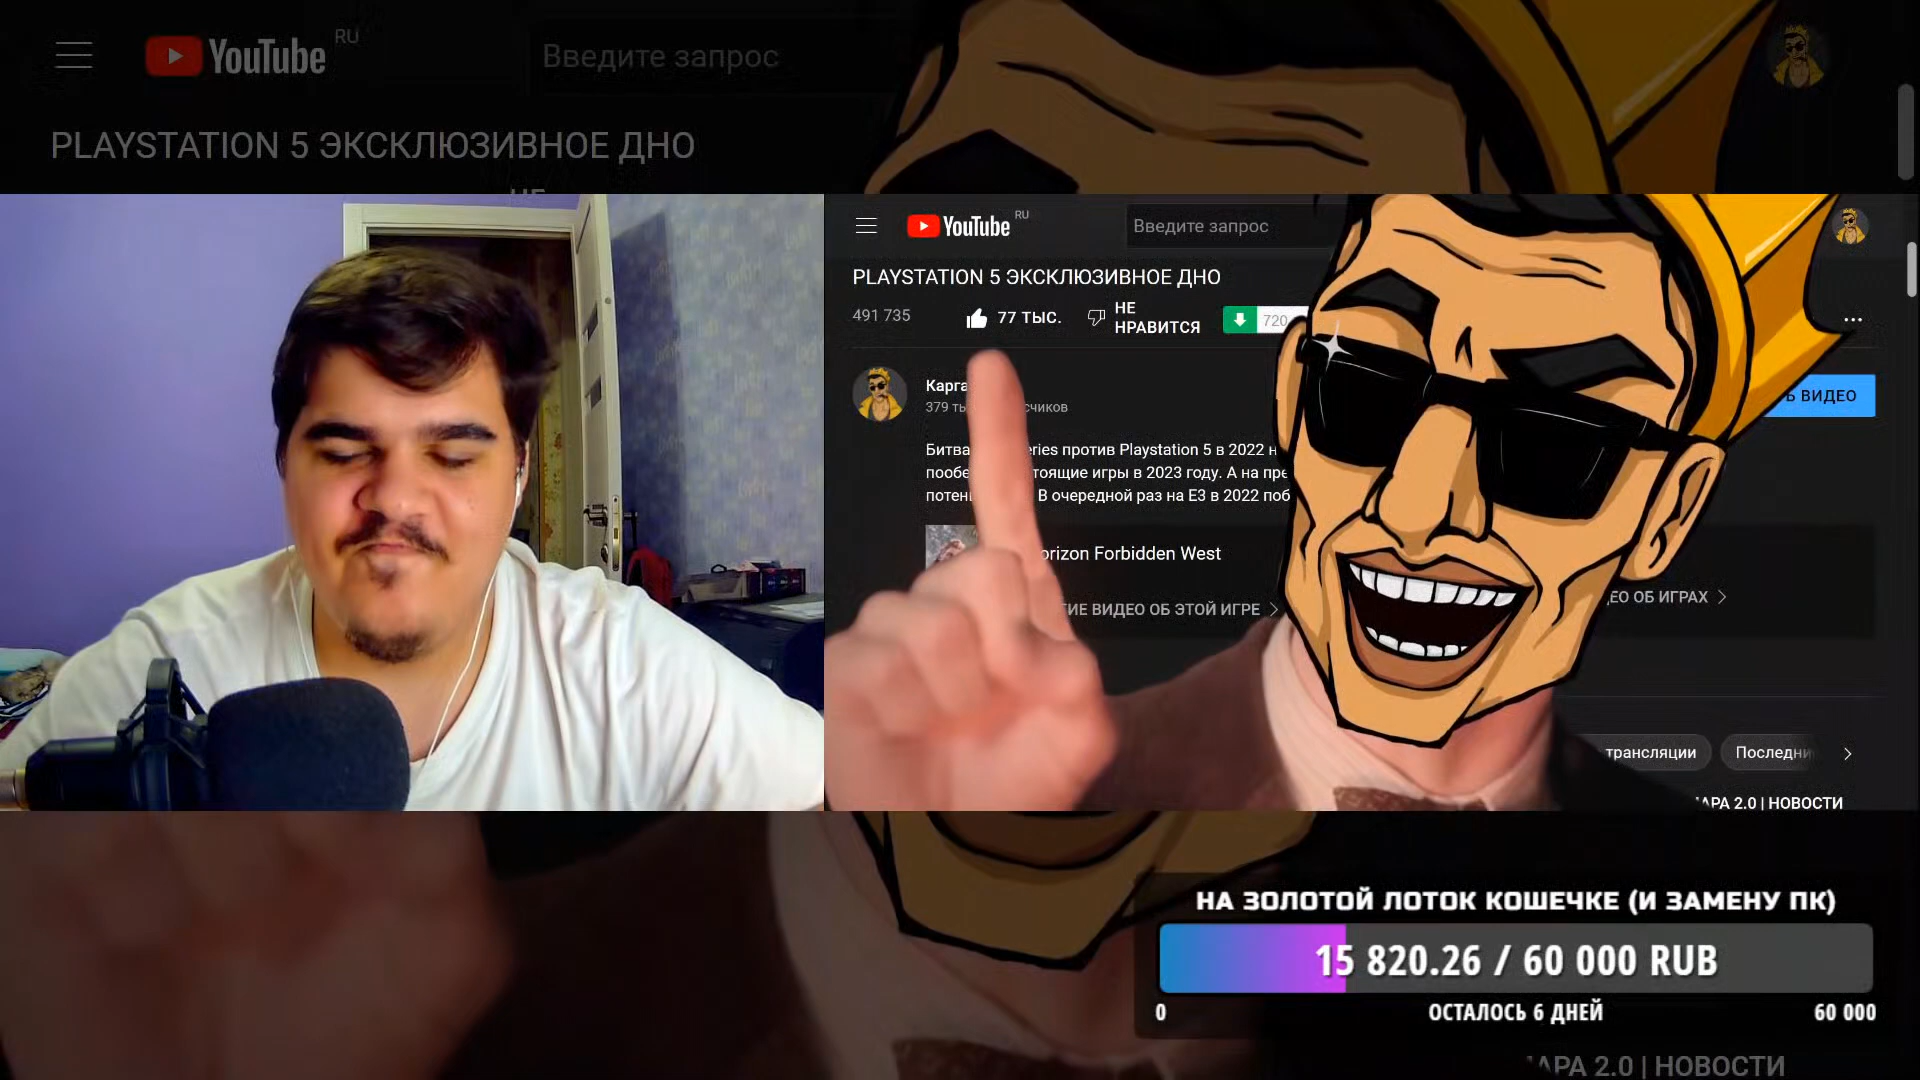 YouTube RU
Введите запрос
PLAYSTATION 5 ЭКСКЛЮЗИВНОЕ ДНО
НЕ
YouTube RU
Введите запрос
PLAYSTATION 5 ЭКСКЛЮЗИВНОЕ ДНО
491 735
77 ТЫС.
НЕ
НРАВИТСЯ
720
Карга
379 ты счиков
Ь ВИДЕО
Битва eries против Playstation 5 в 2022 н
пообе тоящие игры в 2023 году. А на пре
потен В очередной раз на E3 в 2022 поб
orizon Forbidden West
ГИЕ ВИДЕО ОБ ЭТОЙ ИГРЕ
ЕО ОБ ИГРАХ
трансляции
Последни
АРА 2.0 | НОВОСТИ
НА ЗОЛОТОЙ ЛОТОК КОШЕЧКЕ (И ЗАМЕНУ ПК)
15 820.26 / 60 000 RUB
0
ОСТАЛОСЬ 6 ДНЕЙ
60 000
АРА 2.0 | НОВОСТИ